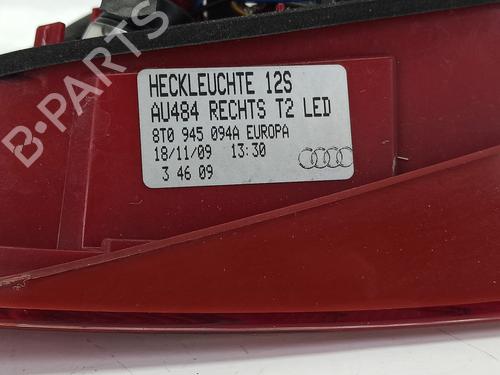 HECKLEUCHTE 12S
AU484 RECHTS T2 LED
8T0 945 094A EUROPA
18/11/09 13:30
3 46 09
B-PARTS